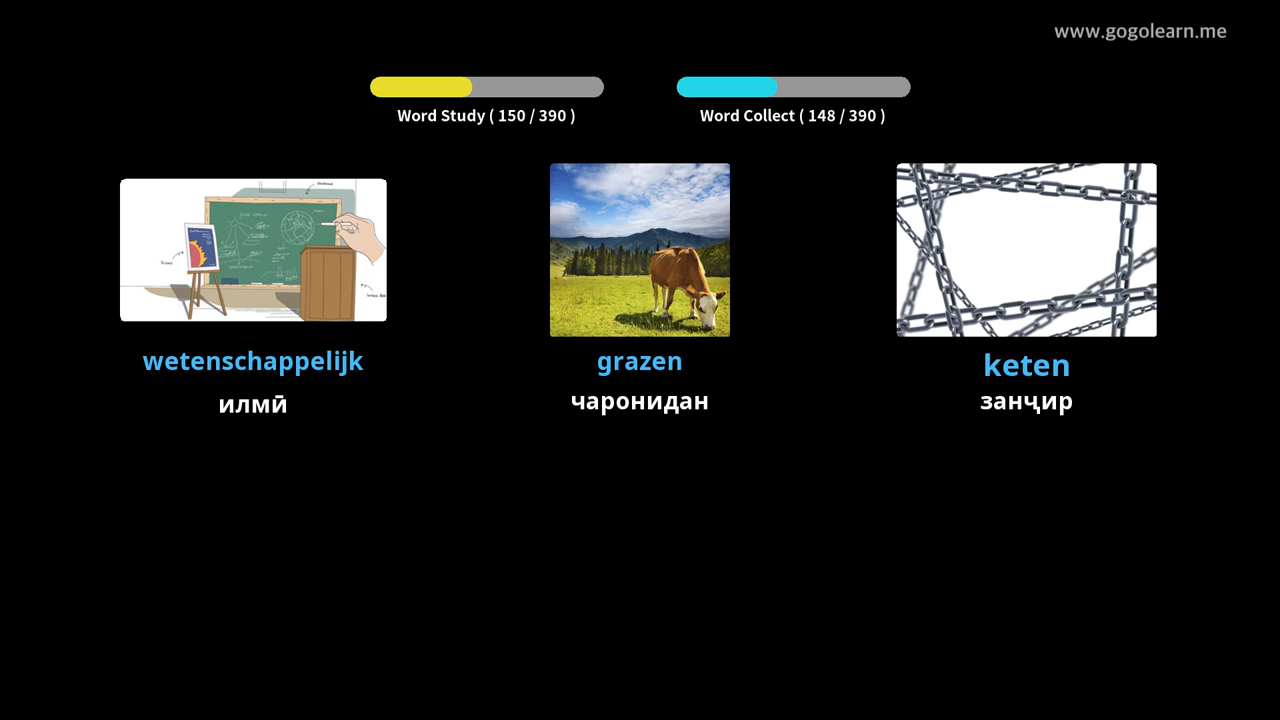 www.gogolearn.me
Word Study ( 150 / 390 )
Word Collect ( 148 / 390 )
wetenschappelijk
grazen
keten
илмӣ
чаронидан
занҷир